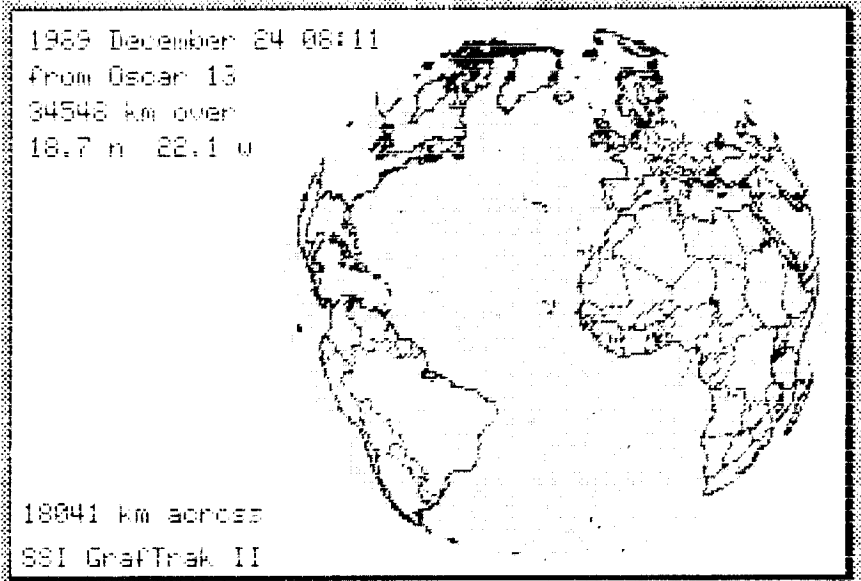 1989 December 24 08:11
from Oscar 13
34548 km over
18.7 n 22.1 w
18041 km across
SSI GrafTrak II